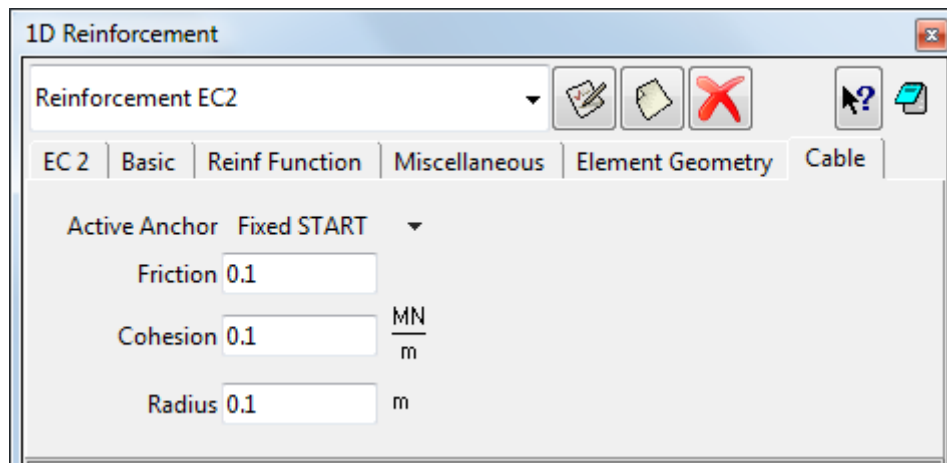 1D Reinforcement
Reinforcement EC2
?
EC 2 Basic Reinf Function Miscellaneous Element Geometry Cable
Active Anchor Fixed START
Friction 0.1
Cohesion 0.1 MN
m
Radius 0.1 m